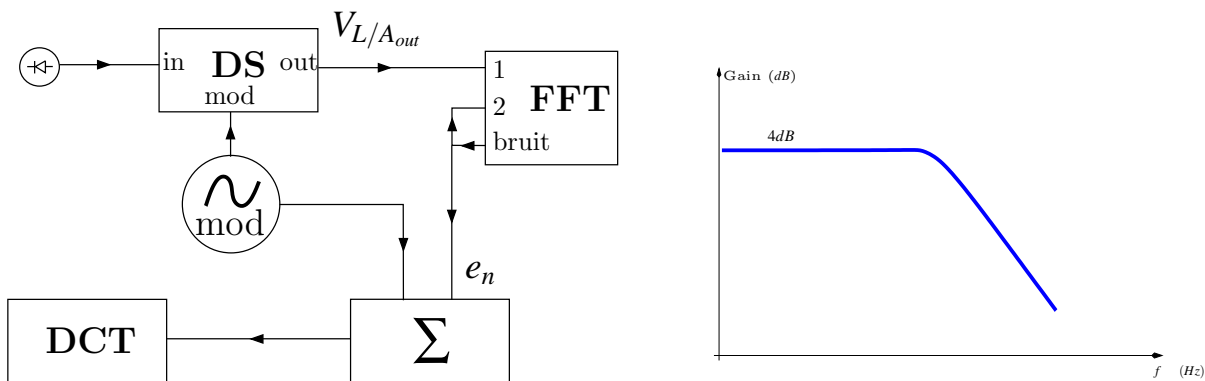 V_{L/A_{out}}
in DS out
mod
1
2 FFT
bruit
mod
e_n
DCT
Σ
Gain (dB)
4dB
f (Hz)